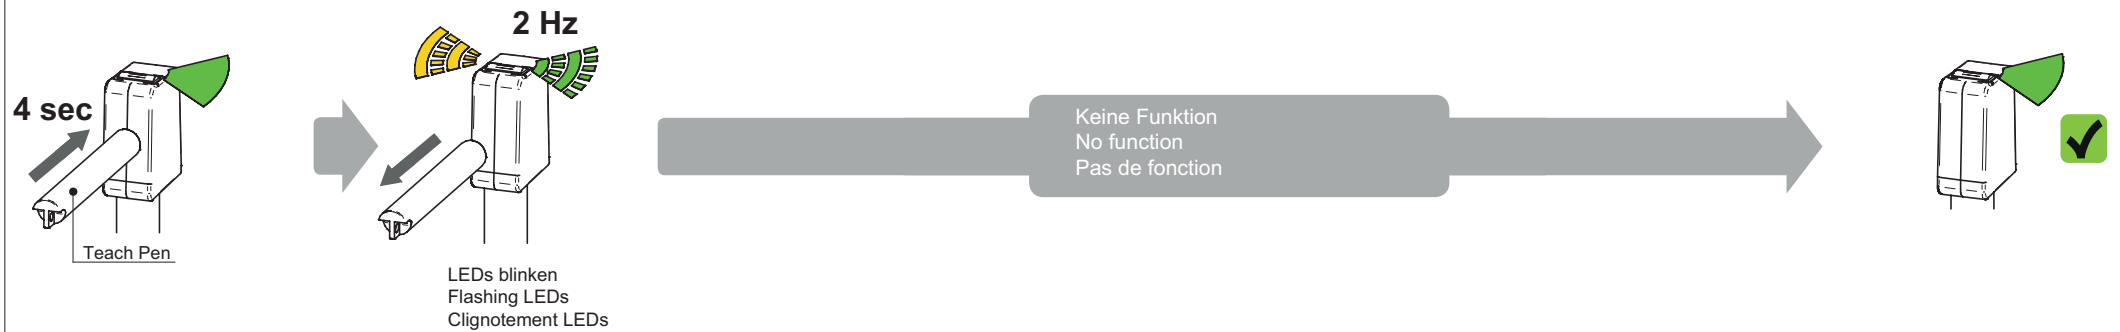 4 sec
Teach Pen
2 Hz
LEDs blinken
Flashing LEDs
Clignotement LEDs
Keine Funktion
No function
Pas de fonction